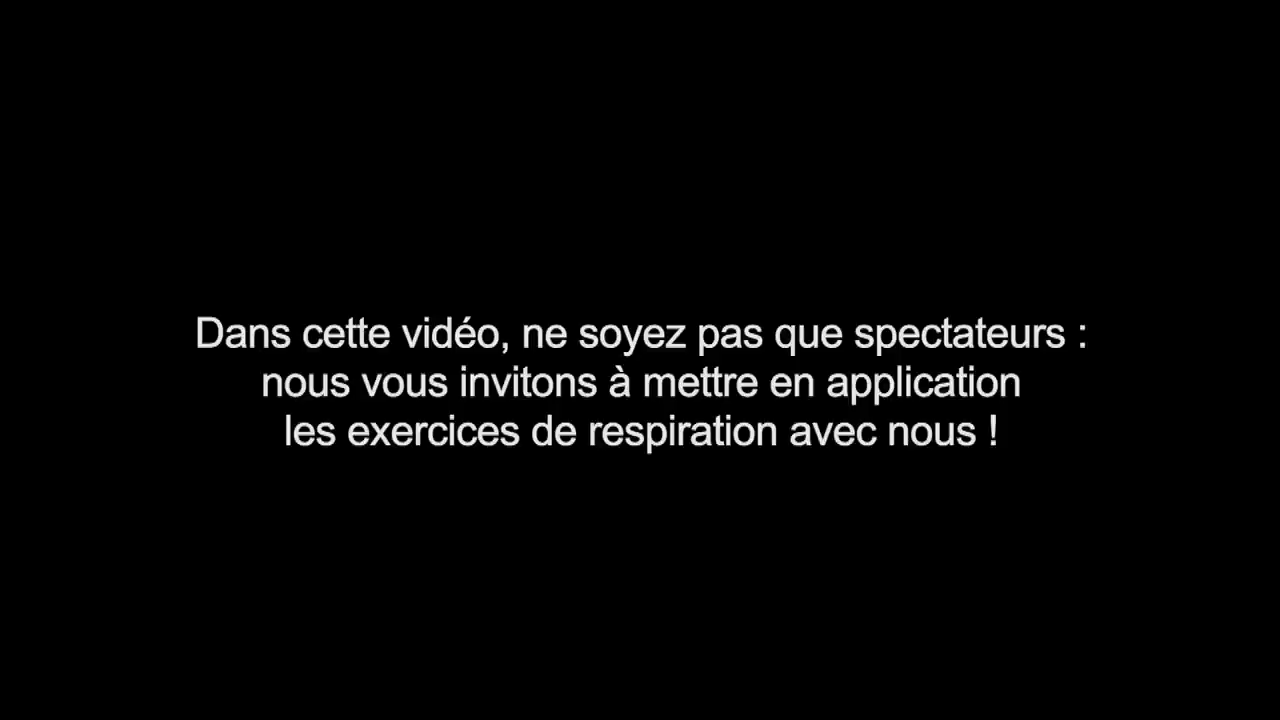 Dans cette vidéo, ne soyez pas que spectateurs :
nous vous invitons à mettre en application
les exercices de respiration avec nous !